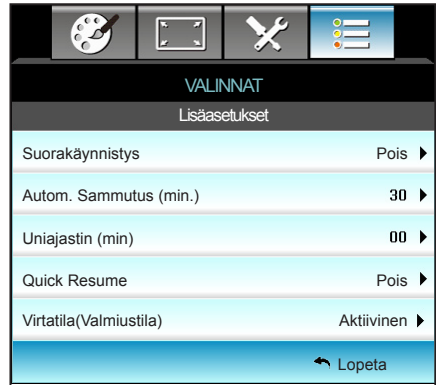 VALINNAT
Lisäasetukset
Suorakäynnistys Pois
Autom. Sammutus (min.) 30
Uniajastin (min) 00
Quick Resume Pois
Virtatila(Valmiustila) Aktiivinen
Lopeta